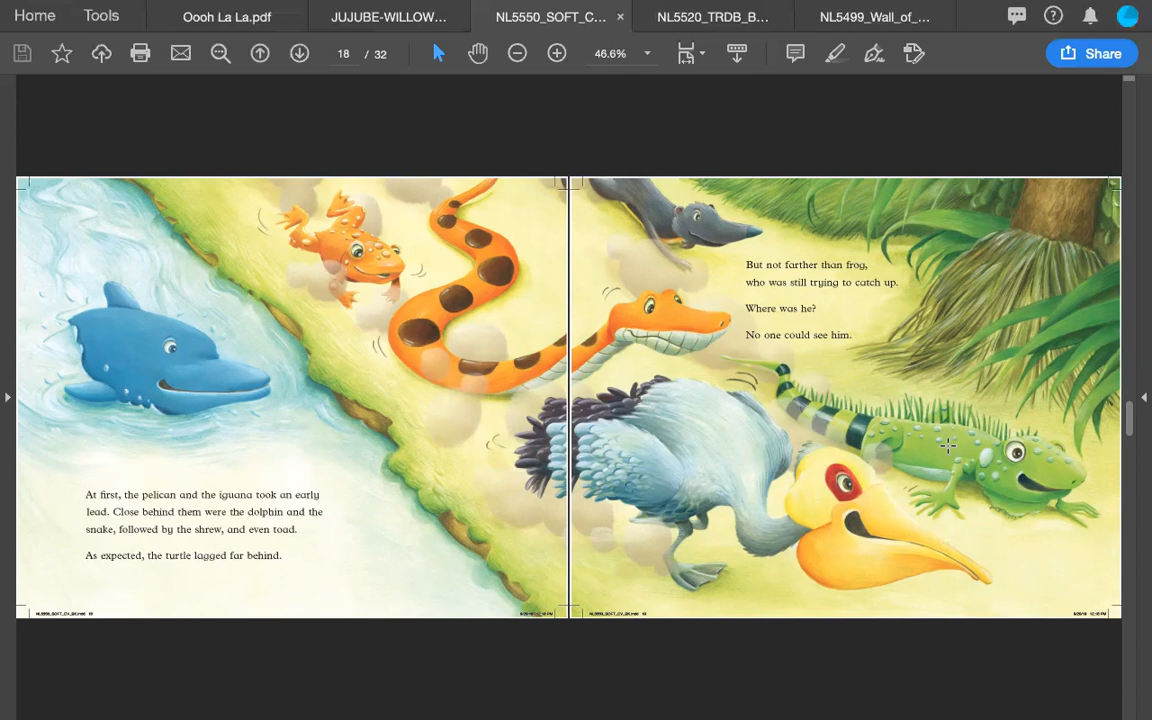 Home
Tools
Oooh La La.pdf
JUJUBE-WILLOW...
NL5550_SOFT_C...
NL5520_TRDB_B...
NL5499_Wall_of_...
18 / 32
46.6%
Share
But not farther than frog,
who was still trying to catch up.
Where was he?
No one could see him.
At first, the pelican and the iguana took an early
lead. Close behind them were the dolphin and the
snake, followed by the shrew, and even toad.
As expected, the turtle lagged far behind.